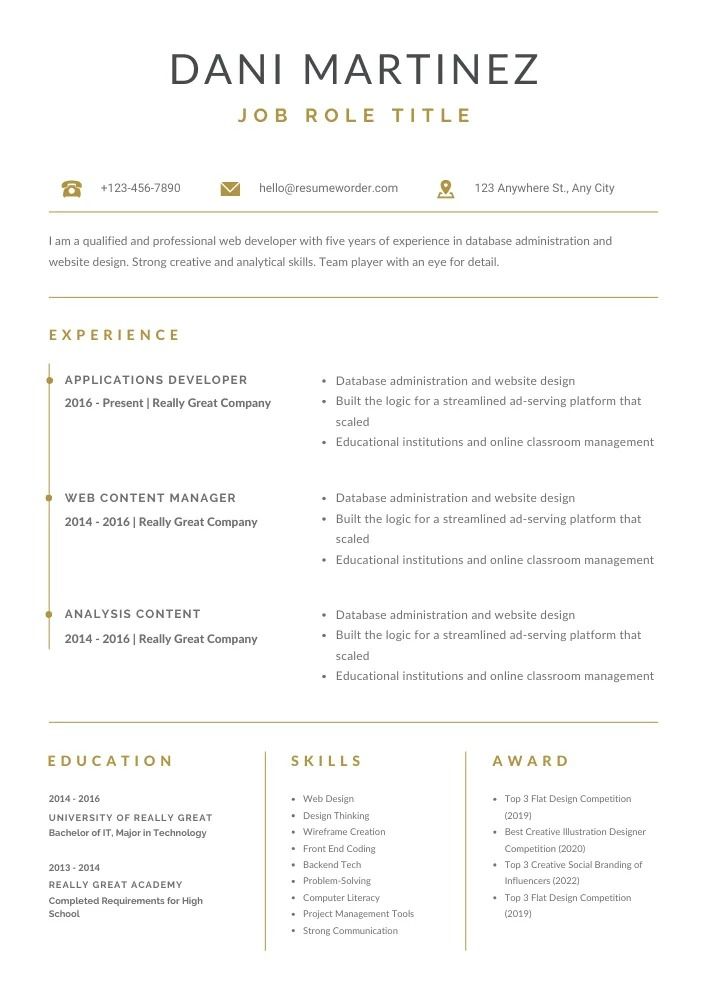 DANI MARTINEZ
JOB ROLE TITLE
+123-456-7890
hello@resumeworder.com
123 Anywhere St., Any City
I am a qualified and professional web developer with five years of experience in database administration and
website design. Strong creative and analytical skills. Team player with an eye for detail.
EXPERIENCE
APPLICATIONS DEVELOPER
2016 - Present | Really Great Company
• Database administration and website design
• Built the logic for a streamlined ad-serving platform that
scaled
• Educational institutions and online classroom management
WEB CONTENT MANAGER
2014 - 2016 | Really Great Company
• Database administration and website design
• Built the logic for a streamlined ad-serving platform that
scaled
• Educational institutions and online classroom management
ANALYSIS CONTENT
2014 - 2016 | Really Great Company
• Database administration and website design
• Built the logic for a streamlined ad-serving platform that
scaled
• Educational institutions and online classroom management
EDUCATION
2014 - 2016
UNIVERSITY OF REALLY GREAT
Bachelor of IT, Major in Technology
2013 - 2014
REALLY GREAT ACADEMY
Completed Requirements for High
School
SKILLS
• Web Design
• Design Thinking
• Wireframe Creation
• Front End Coding
• Backend Tech
• Problem-Solving
• Computer Literacy
• Project Management Tools
• Strong Communication
AWARD
• Top 3 Flat Design Competition
(2019)
• Best Creative Illustration Designer
Competition (2020)
• Top 3 Creative Social Branding of
Influencers (2022)
• Top 3 Flat Design Competition
(2019)